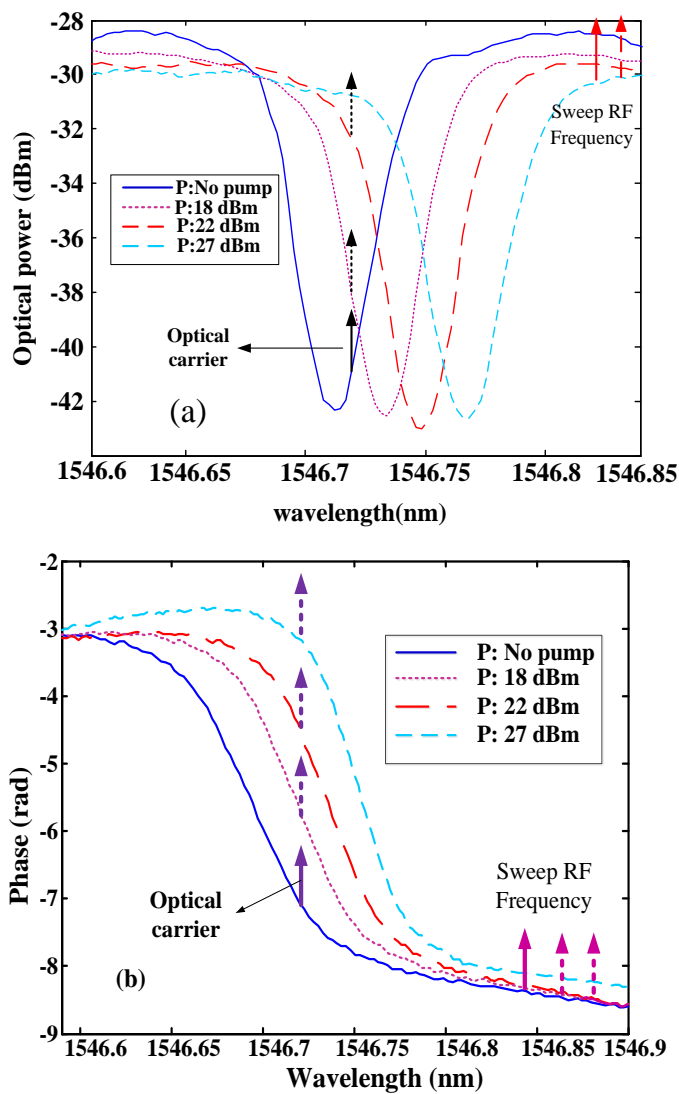 -28
-30
-32
-34
-36
-38
-40
-42
Optical power (dBm)
Sweep RF
Frequency
P:No pump
P:18 dBm
P:22 dBm
P:27 dBm
Optical
carrier
(a)
1546.6 1546.7 1546.75 1546.8 1546.85
wavelength(nm)
-2
-3
-4
-5
-6
-7
-8
-9
Phase (rad)
P: No pump
P: 18 dBm
P: 22 dBm
P: 27 dBm
Sweep RF
Frequency
Optical
carrier
(b)
1546.6 1546.65 1546.7 1546.75 1546.8 1546.85 1546.9
Wavelength (nm)